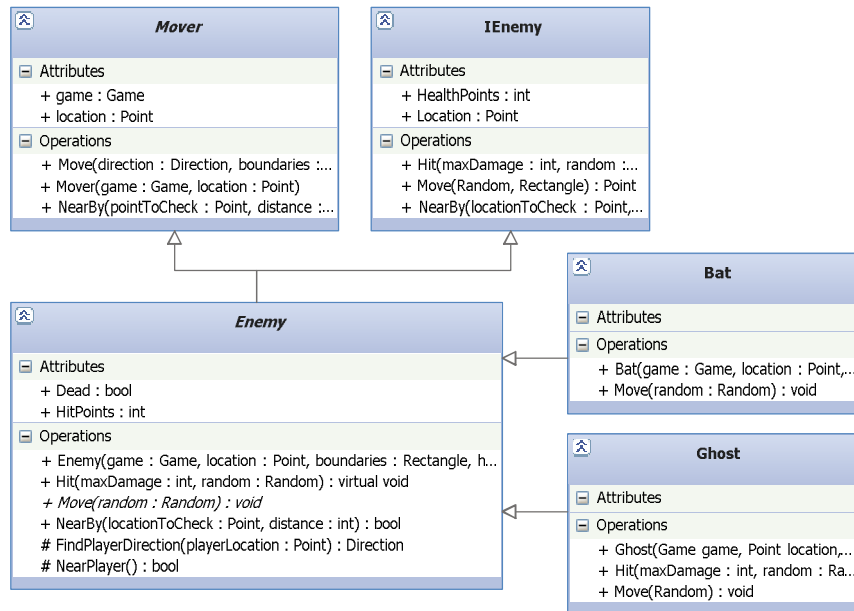 Mover
Attributes
+ game : Game
+ location : Point
Operations
+ Move(direction : Direction, boundaries :...
+ Mover(game : Game, location : Point)
+ NearBy(pointToCheck : Point, distance :...
IEnemy
Attributes
+ HealthPoints : int
+ Location : Point
Operations
+ Hit(maxDamage : int, random :...
+ Move(Random, Rectangle) : Point
+ NearBy(locationToCheck : Point,...
Enemy
Attributes
+ Dead : bool
+ HitPoints : int
Operations
+ Enemy(game : Game, location : Point, boundaries : Rectangle, h...
+ Hit(maxDamage : int, random : Random) : virtual void
+ Move(random : Random) : void
+ NearBy(locationToCheck : Point, distance : int) : bool
# FindPlayerDirection(playerLocation : Point) : Direction
# NearPlayer() : bool
Bat
Attributes
Operations
+ Bat(game : Game, location : Point,...
+ Move(random : Random) : void
Ghost
Attributes
Operations
+ Ghost(Game game, Point location,...
+ Hit(maxDamage : int, random : Ra...
+ Move(Random) : void